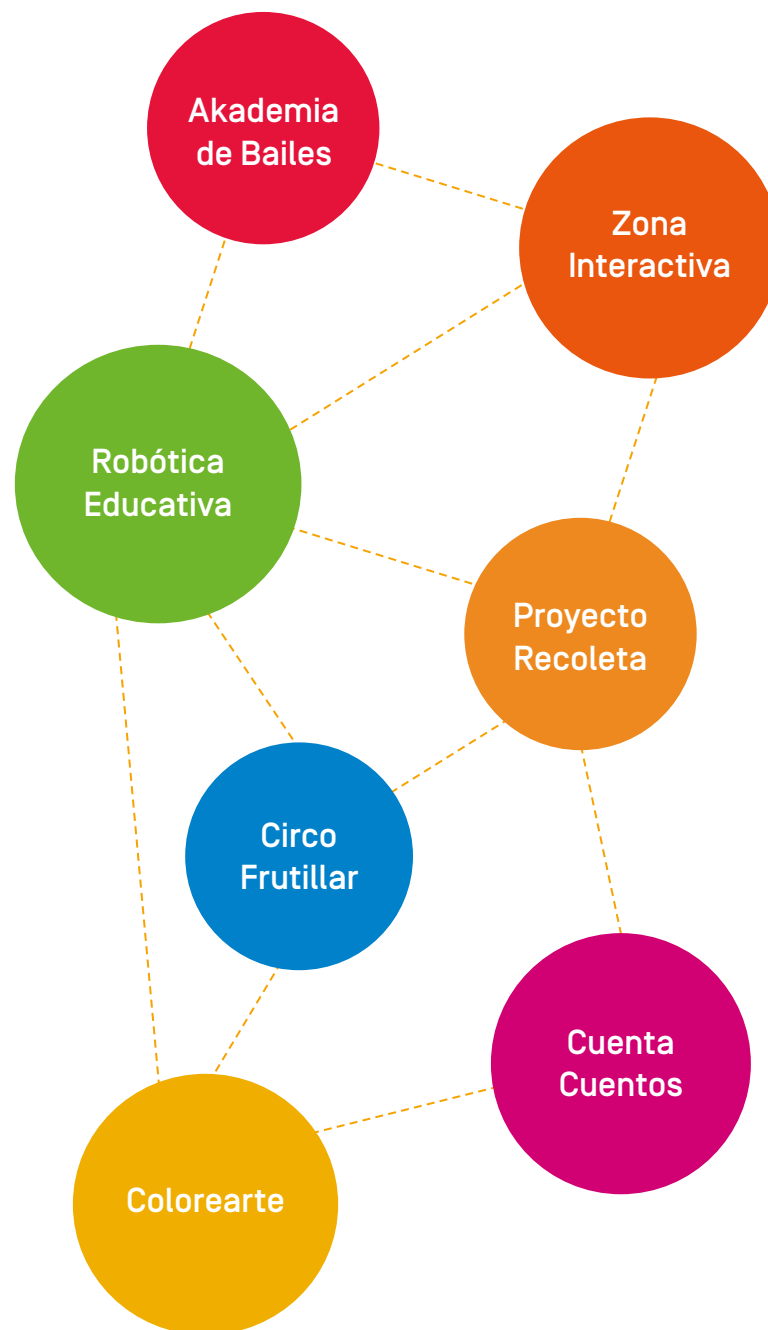 Akademia
de Bailes
Zona
Interactiva
Robótica
Educativa
Proyecto
Recoleta
Circo
Frutillar
Cuenta
Cuentos
Colorearte